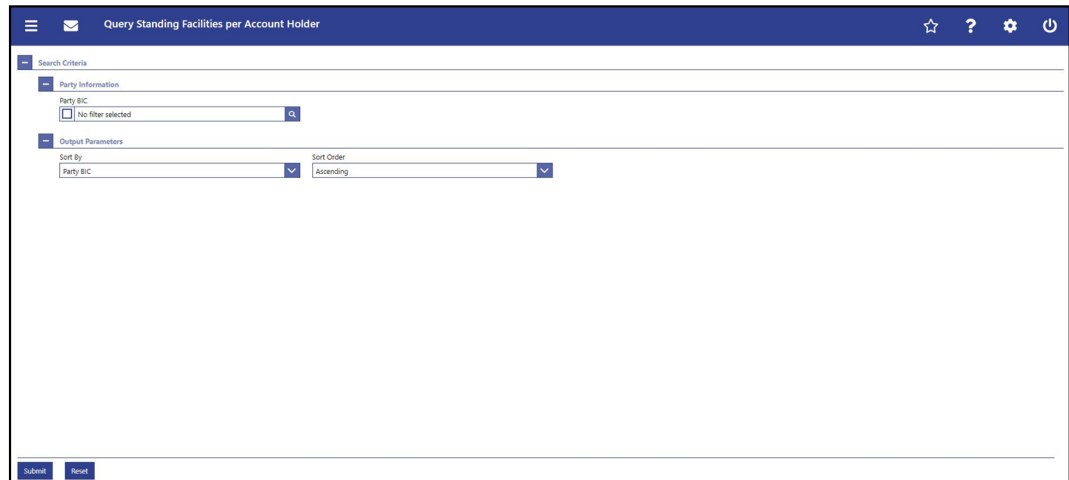 Query Standing Facilities per Account Holder
Search Criteria
Party Information
Party BIC
No filter selected
Output Parameters
Sort By Sort Order
Party BIC Ascending
Submit Reset